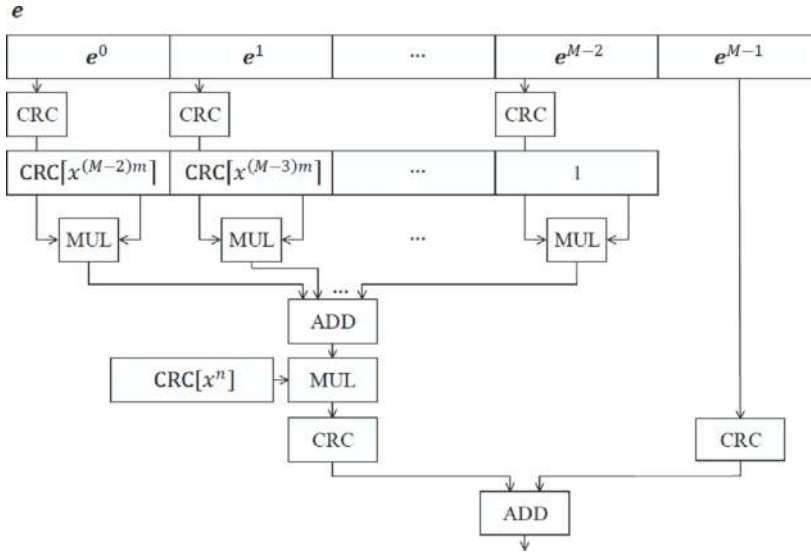 e
e^0 e^1 ... e^{M-2} e^{M-1}
CRC CRC CRC
CRC[x^{(M-2)m}] CRC[x^{(M-3)m}] ... 1
MUL MUL ... MUL
...
ADD
CRC[x^n] MUL
CRC CRC
ADD